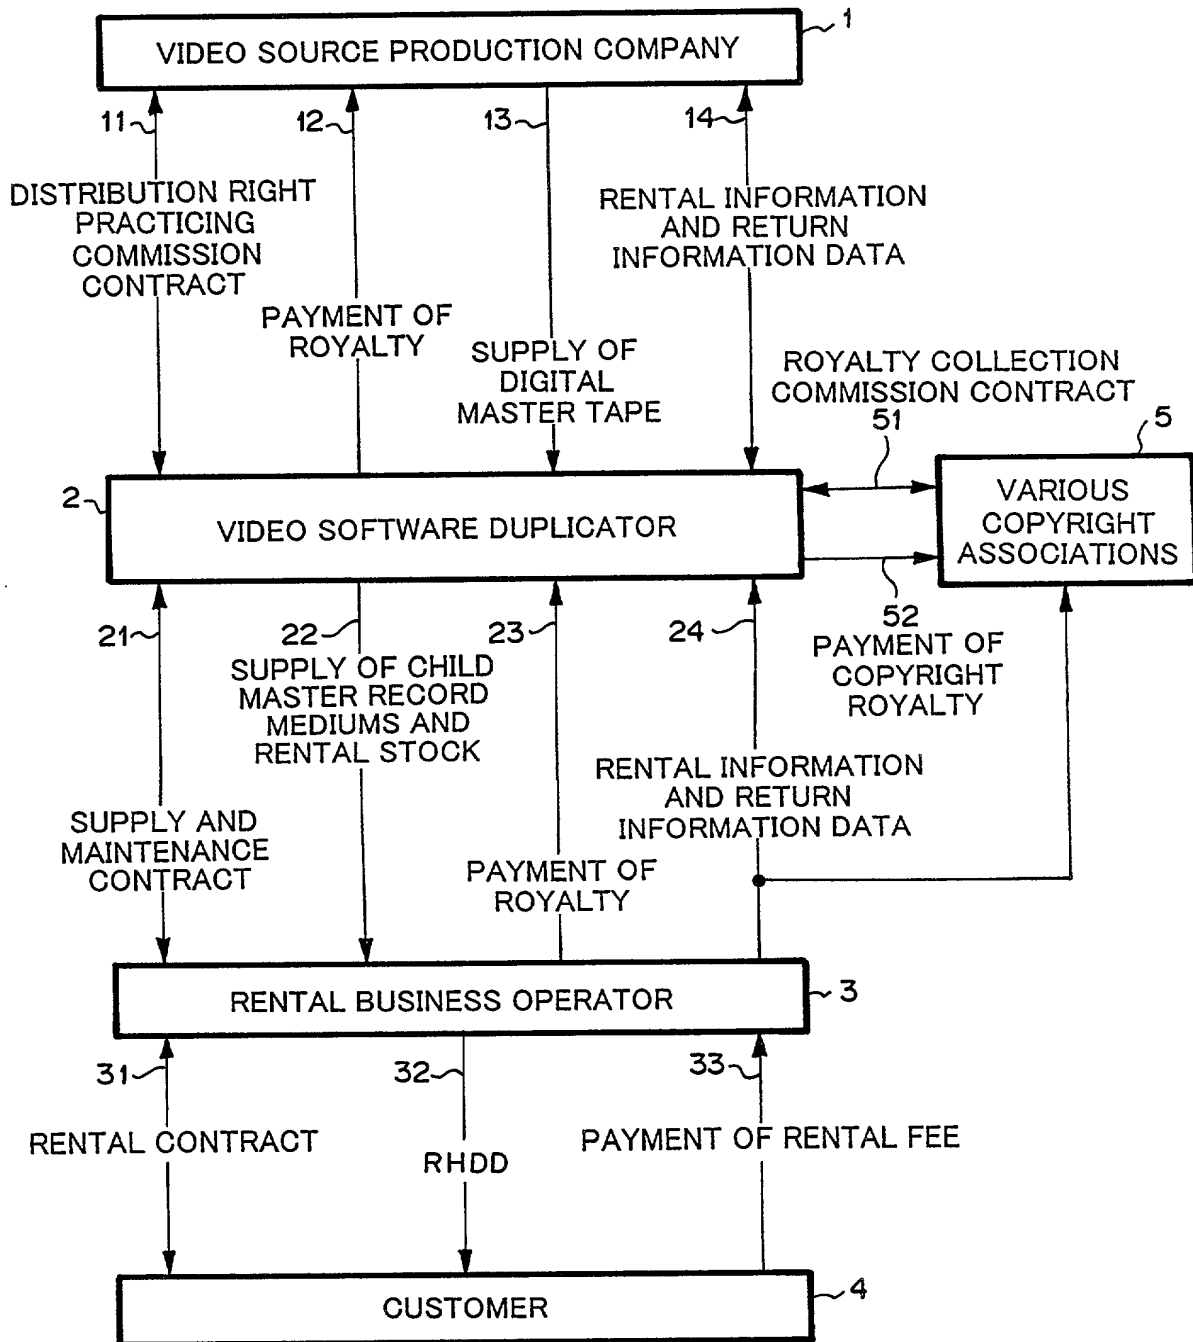 1
VIDEO SOURCE PRODUCTION COMPANY
11
12
13
14
DISTRIBUTION RIGHT
PRACTICING
COMMISSION
CONTRACT
RENTAL INFORMATION
AND RETURN
INFORMATION DATA
PAYMENT OF
ROYALTY
SUPPLY OF
DIGITAL
MASTER TAPE
ROYALTY COLLECTION
COMMISSION CONTRACT
51
5
2
VIDEO SOFTWARE DUPLICATOR
VARIOUS
COPYRIGHT
ASSOCIATIONS
52
PAYMENT OF
COPYRIGHT
ROYALTY
21
22
23
24
SUPPLY OF CHILD
MASTER RECORD
MEDIUMS AND
RENTAL STOCK
RENTAL INFORMATION
AND RETURN
INFORMATION DATA
SUPPLY AND
MAINTENANCE
CONTRACT
PAYMENT OF
ROYALTY
RENTAL BUSINESS OPERATOR
3
31
32
33
RENTAL CONTRACT
RHDD
PAYMENT OF RENTAL FEE
CUSTOMER
4